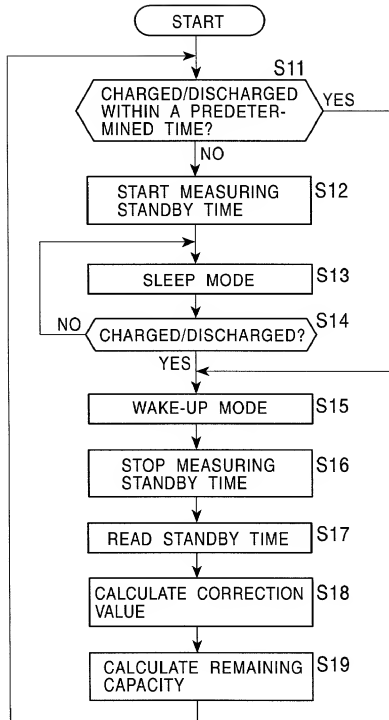 START
S11
CHARGED/DISCHARGED
WITHIN A PREDETER-
MINED TIME?
YES
NO
START MEASURING
STANDBY TIME
S12
SLEEP MODE
S13
S14
NO
CHARGED/DISCHARGED?
YES
WAKE-UP MODE
S15
STOP MEASURING
STANDBY TIME
S16
READ STANDBY TIME
S17
CALCULATE CORRECTION
VALUE
S18
CALCULATE REMAINING
CAPACITY
S19